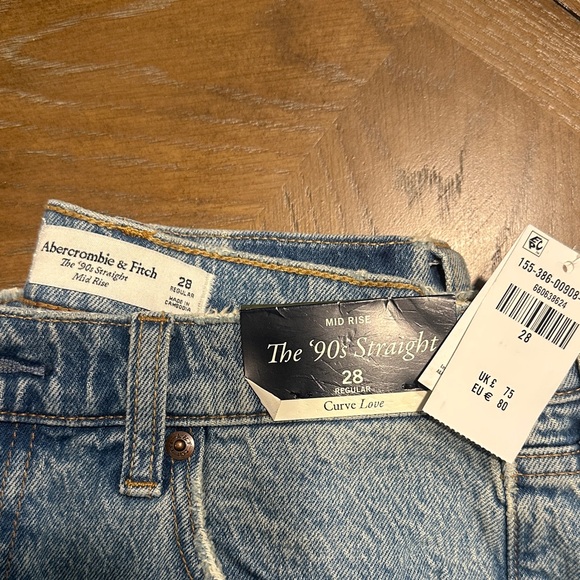 Abercrombie & Fitch
The '90s Straight
Mid Rise
28
REGULAR
MADE IN
CAMBODIA
MID RISE
The '90s Straight
28
REGULAR
Curve Love
155-386-00908
660638624
28
UK £ 75
EU € 80